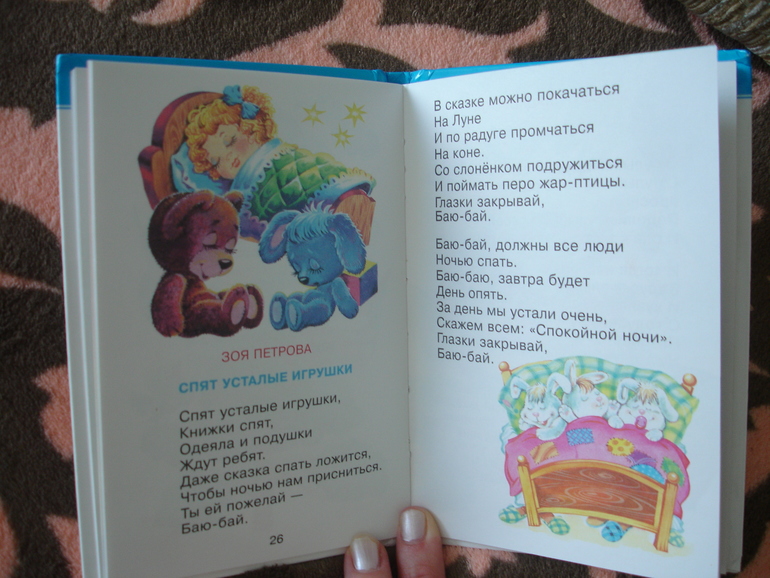 ЗОЯ ПЕТРОВА
СПЯТ УСТАЛЫЕ ИГРУШКИ
Спят усталые игрушки,
Книжки спят,
Одеяла и подушки
Ждут ребят.
Даже сказка спать ложится,
Чтобы ночью нам присниться.
Ты ей пожелай —
Баю-бай.
26
В сказке можно покачаться
На Луне
И по радуге промчаться
На коне.
Со слонёнком подружиться
И поймать перо жар-птицы.
Глазки закрывай,
Баю-бай.
Баю-бай, должны все люди
Ночью спать.
Баю-баю, завтра будет
День опять.
За день мы устали очень,
Скажем всем: «Спокойной ночи».
Глазки закрывай,
Баю-бай.